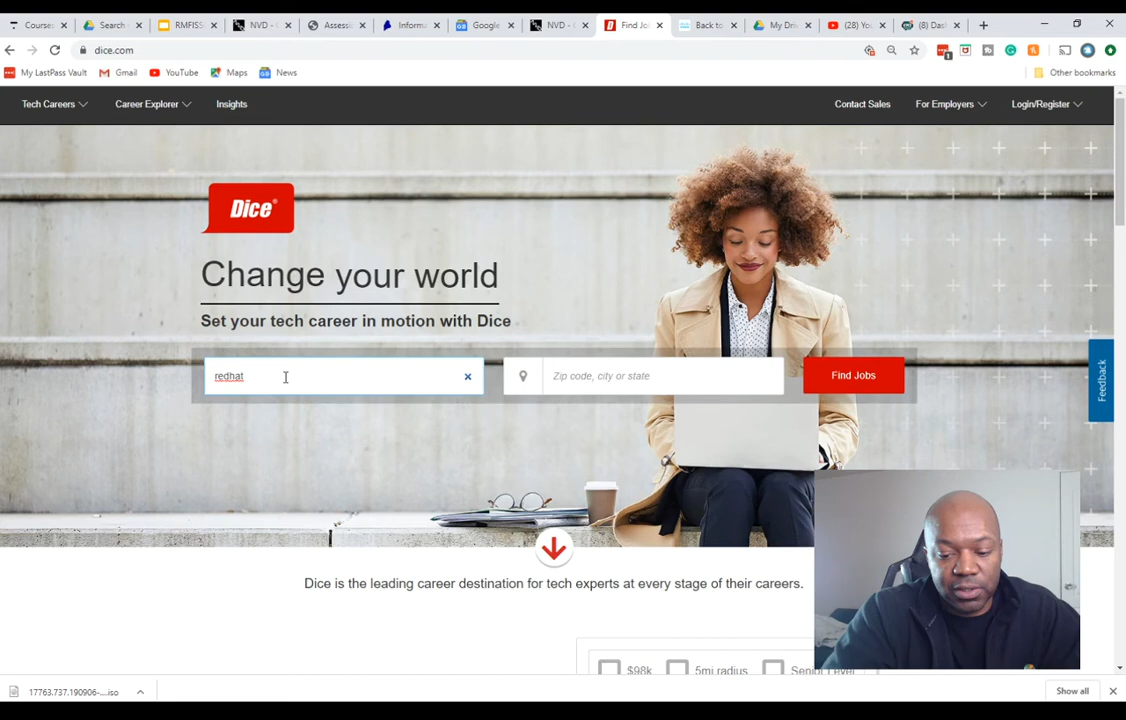 Courses
Search
RMFISS
NVD - 
Assessi
Informa
Google
NVD - 
Find Jo
Back to
My Dri
(28) Yo
(8) Das
dice.com
My LastPass Vault
Gmail
YouTube
Maps
News
Other bookmarks
Tech Careers
Career Explorer
Insights
Contact Sales
For Employers
Login/Register
Dice
Change your world
Set your tech career in motion with Dice
redhat
Zip code, city or state
Find Jobs
Feedback
Dice is the leading career destination for tech experts at every stage of their careers.
$98k
5mi radius
Senior Level
17763.737.190906-....iso
Show all